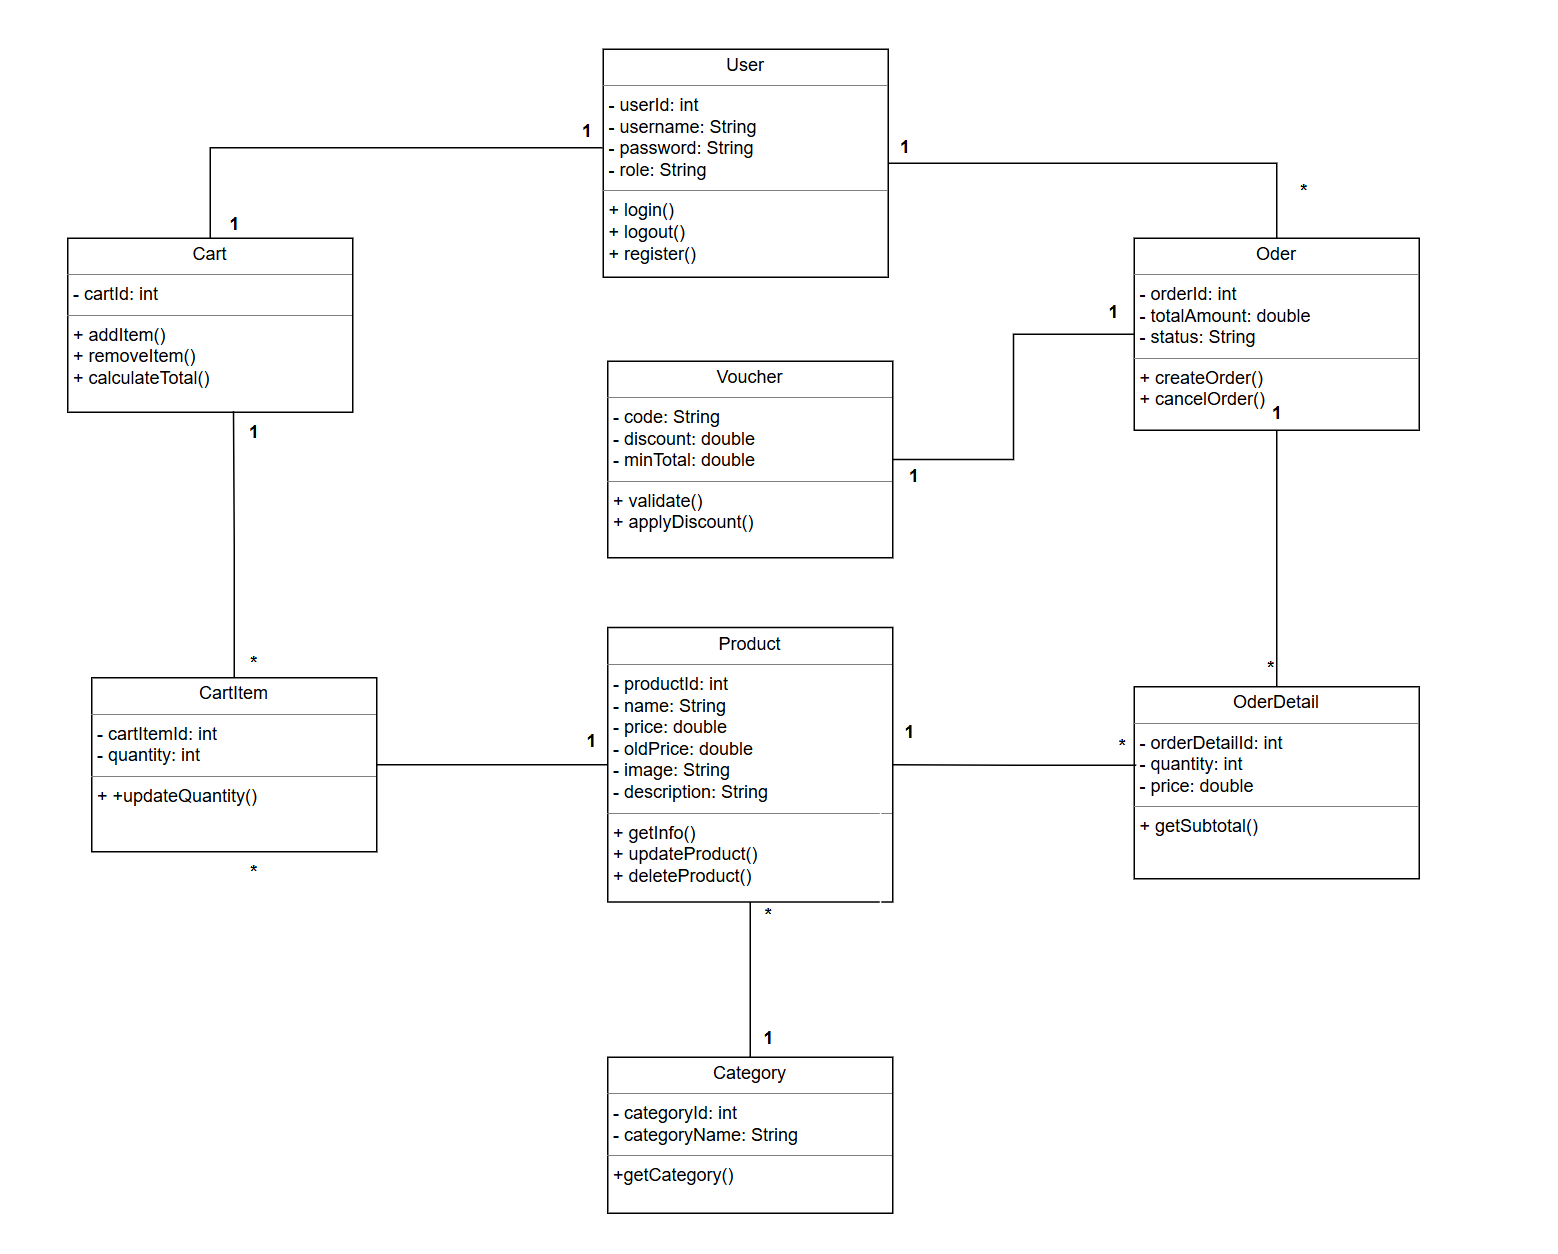 User
- userId: int
- username: String
- password: String
- role: String
+ login()
+ logout()
+ register()
1
1
1
*
Cart
- cartId: int
+ addItem()
+ removeItem()
+ calculateTotal()
1
*
Oder
- orderId: int
- totalAmount: double
- status: String
+ createOrder()
+ cancelOrder()
1
1
1
*
Voucher
- code: String
- discount: double
- minTotal: double
+ validate()
+ applyDiscount()
CartItem
- cartItemId: int
- quantity: int
+ +updateQuantity()
*
1
Product
- productId: int
- name: String
- price: double
- oldPrice: double
- image: String
- description: String
+ getInfo()
+ updateProduct()
+ deleteProduct()
1
*
OderDetail
- orderDetailId: int
- quantity: int
- price: double
+ getSubtotal()
*
1
Category
- categoryId: int
- categoryName: String
+getCategory()